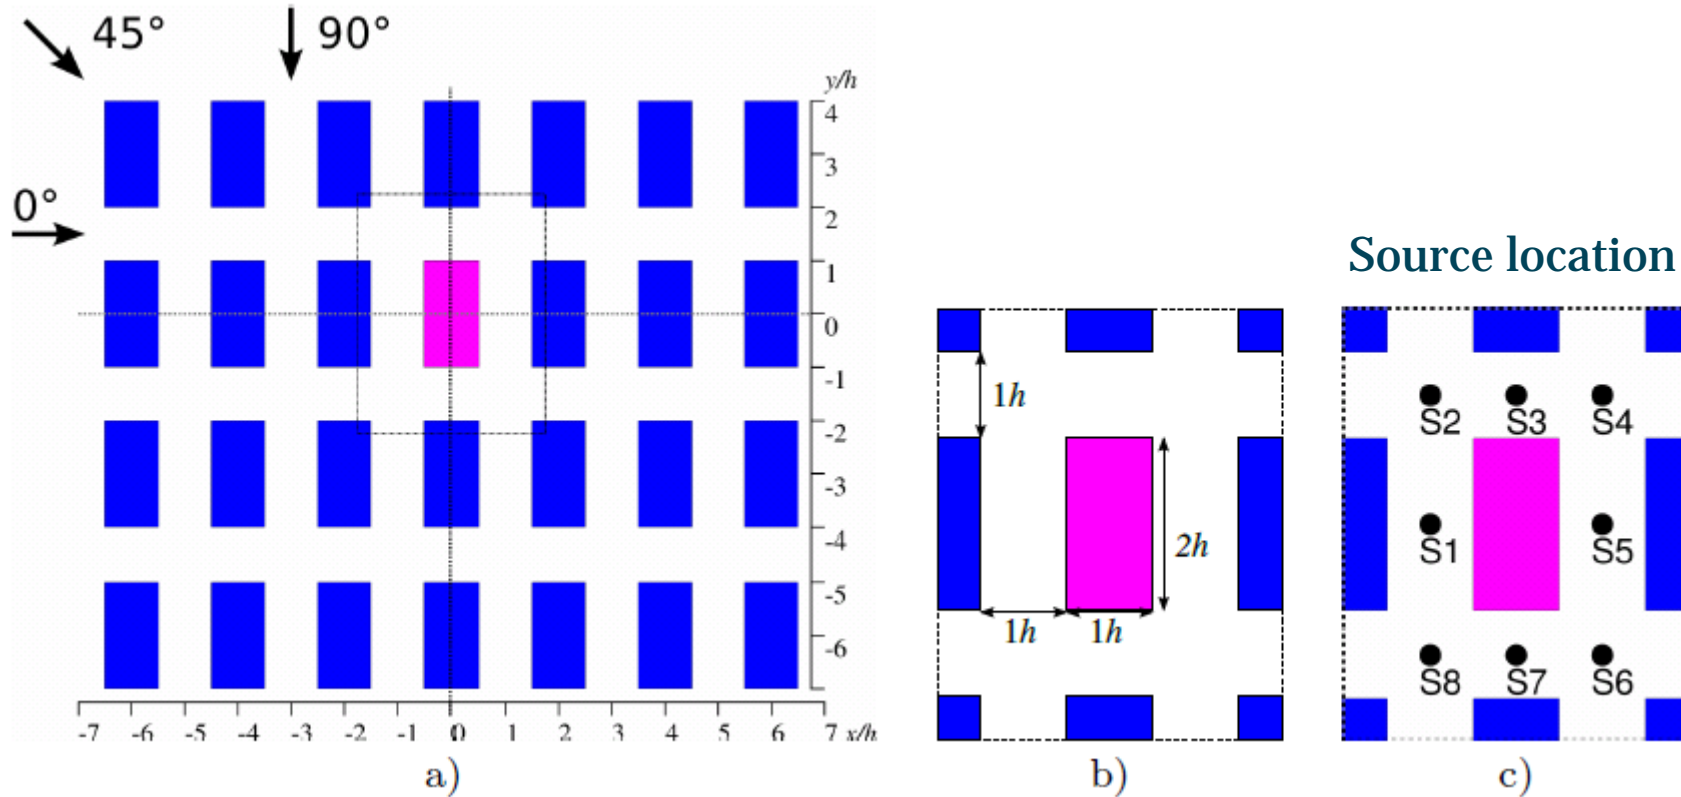 45°
90°
0°
y/h
4
3
2
1
0
-1
-2
-3
-4
-5
-6
-7 -6 -5 -4 -3 -2 -1 0 1 2 3 4 5 6 7 x/h
a)
1h
2h
1h 1h
b)
Source location
S2 S3 S4
S1 S5
S8 S7 S6
c)